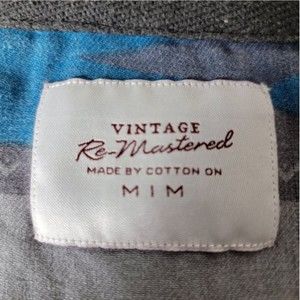 VINTAGE
Re-Mastered
MADE BY COTTON ON
M I M